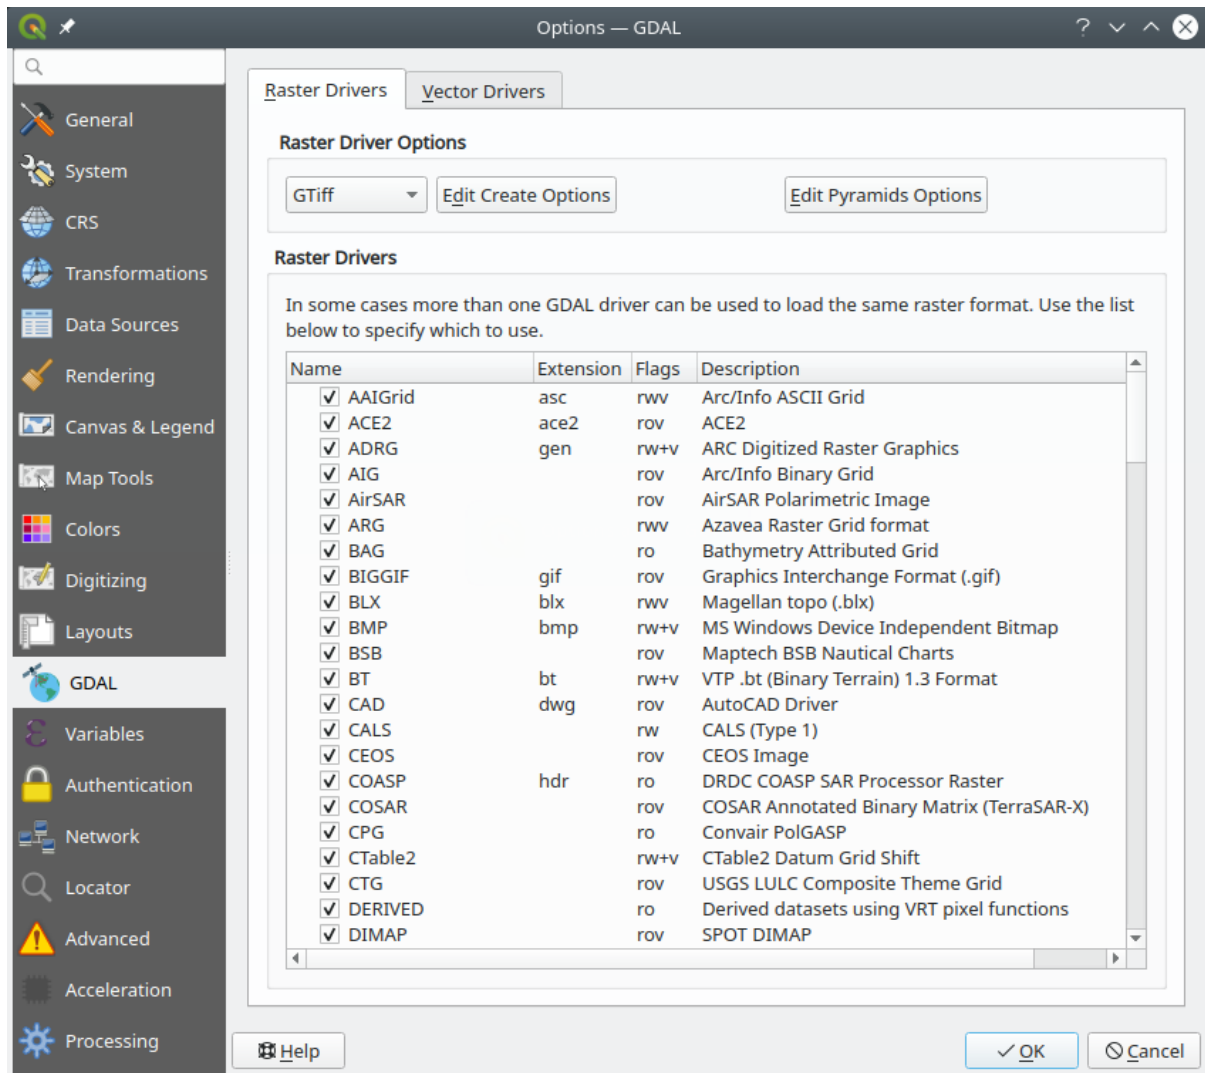 Options — GDAL
General
System
CRS
Transformations
Data Sources
Rendering
Canvas & Legend
Map Tools
Colors
Digitizing
Layouts
GDAL
Variables
Authentication
Network
Locator
Advanced
Acceleration
Processing
Raster Drivers Vector Drivers
Raster Driver Options
GTiff Edit Create Options Edit Pyramids Options
Raster Drivers
In some cases more than one GDAL driver can be used to load the same raster format. Use the list
below to specify which to use.
Name Extension Flags Description
AAIGrid asc rwv Arc/Info ASCII Grid
ACE2 ace2 rov ACE2
ADRG gen rw+v ARC Digitized Raster Graphics
AIG rov Arc/Info Binary Grid
AirSAR rov AirSAR Polarimetric Image
ARG rwv Azavea Raster Grid format
BAG ro Bathymetry Attributed Grid
BIGGIF gif rov Graphics Interchange Format (.gif)
BLX blx rwv Magellan topo (.blx)
BMP bmp rw+v MS Windows Device Independent Bitmap
BSB rov Maptech BSB Nautical Charts
BT bt rw+v VTP .bt (Binary Terrain) 1.3 Format
CAD dwg rov AutoCAD Driver
CALS rw CALS (Type 1)
CEOS rov CEOS Image
COASP hdr ro DRDC COASP SAR Processor Raster
COSAR rov COSAR Annotated Binary Matrix (TerraSAR-X)
CPG ro Convair PolGASP
CTable2 rw+v CTable2 Datum Grid Shift
CTG rov USGS LULC Composite Theme Grid
DERIVED ro Derived datasets using VRT pixel functions
DIMAP rov SPOT DIMAP
Help OK Cancel